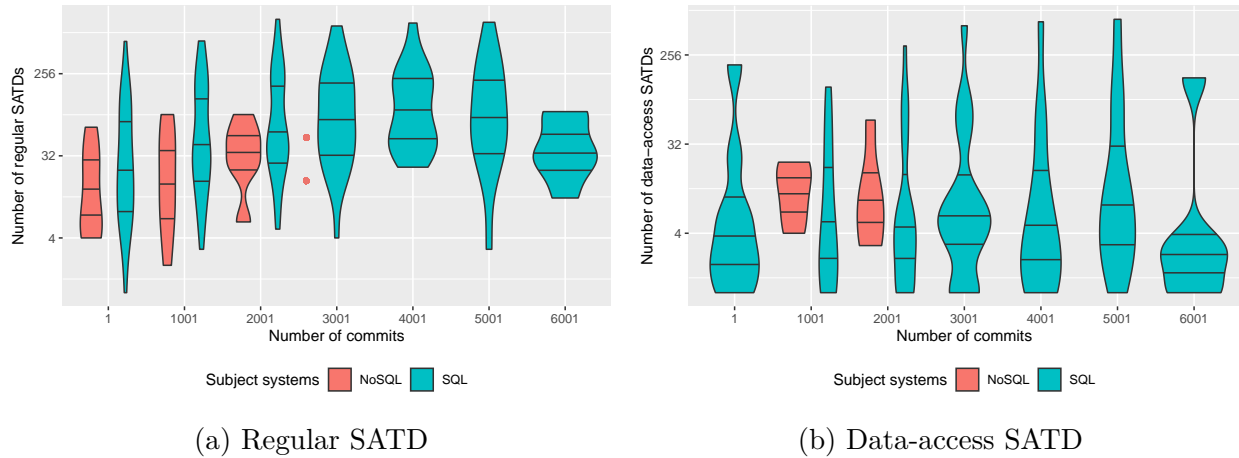 Number of regular SATDs
256
32
4
1 1001 2001 3001 4001 5001 6001
Number of commits
Subject systems NoSQL SQL
(a) Regular SATD
Number of data−access SATDs
256
32
4
1 1001 2001 3001 4001 5001 6001
Number of commits
Subject systems NoSQL SQL
(b) Data-access SATD